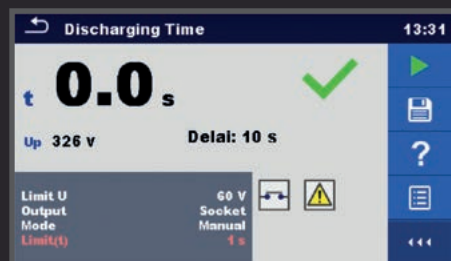 Discharging Time 13:31
t 0.0 s
Up 326 V Delai: 10 s
?
Limit U 60 V
Output Socket
Mode Manual
Limit(t) 1 s